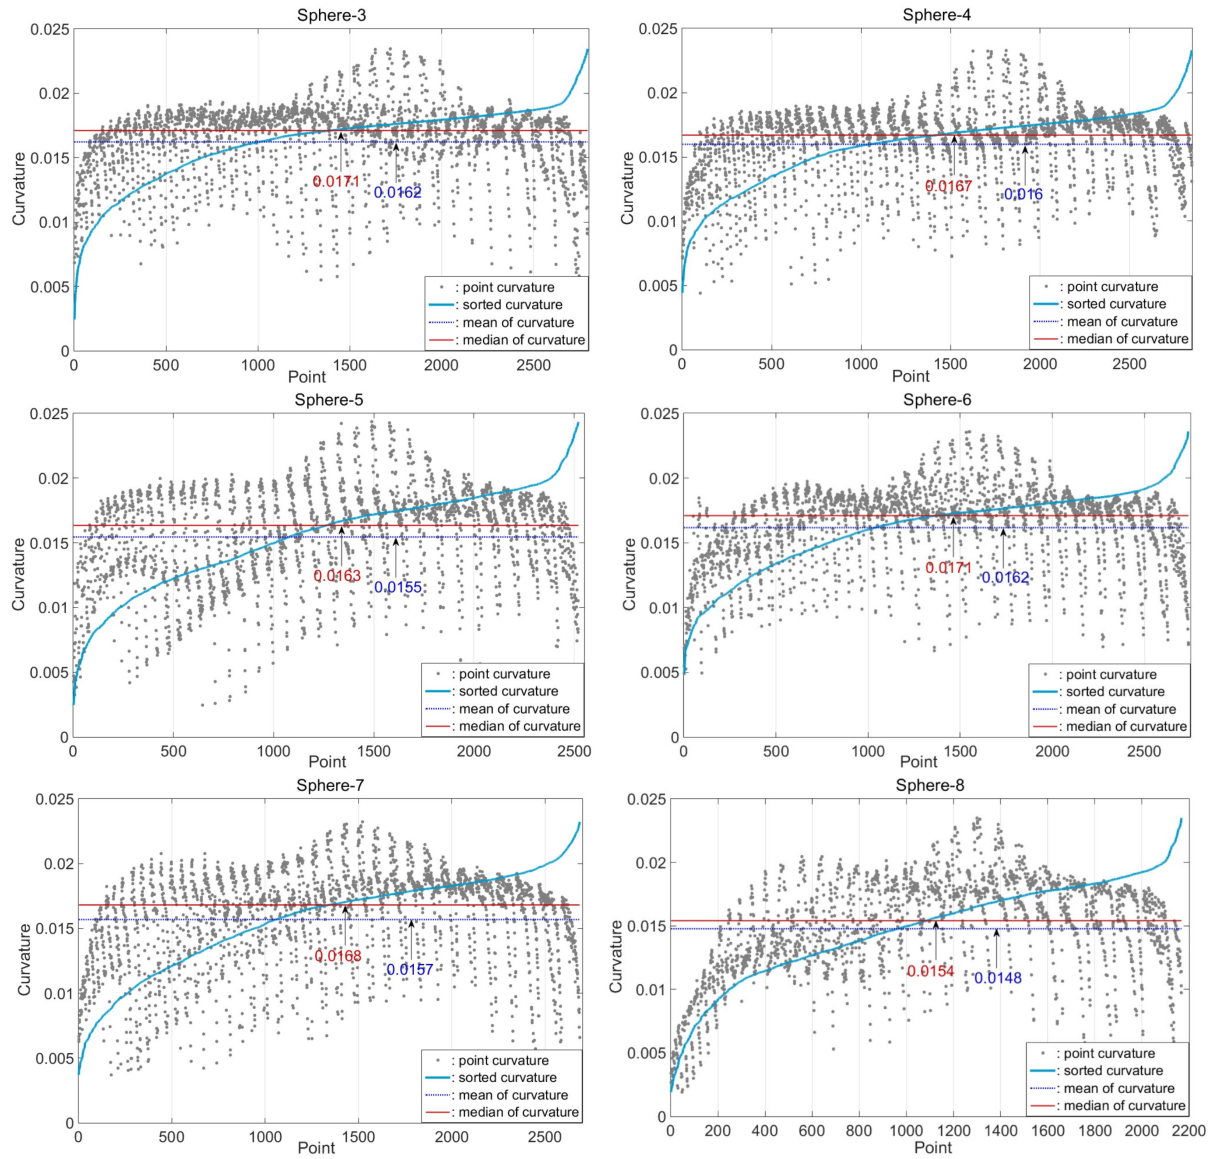 Sphere-3
0.025
0.02
0.015
0.01
0.005
0
Curvature
0.0171
0.0162
: point curvature
: sorted curvature
: mean of curvature
: median of curvature
0 500 1000 1500 2000 2500
Point
Sphere-4
0.025
0.02
0.015
0.01
0.005
0
Curvature
0.0167
0.016
: point curvature
: sorted curvature
: mean of curvature
: median of curvature
0 500 1000 1500 2000 2500
Point
Sphere-5
0.025
0.02
0.015
0.01
0.005
0
Curvature
0.0163
0.0155
: point curvature
: sorted curvature
: mean of curvature
: median of curvature
0 500 1000 1500 2000 2500
Point
Sphere-6
0.025
0.02
0.015
0.01
0.005
0
Curvature
0.0171
0.0162
: point curvature
: sorted curvature
: mean of curvature
: median of curvature
0 500 1000 1500 2000 2500
Point
Sphere-7
0.025
0.02
0.015
0.01
0.005
0
Curvature
0.0168
0.0157
: point curvature
: sorted curvature
: mean of curvature
: median of curvature
0 500 1000 1500 2000 2500
Point
Sphere-8
0.025
0.02
0.015
0.01
0.005
0
Curvature
0.0154
0.0148
: point curvature
: sorted curvature
: mean of curvature
: median of curvature
0 200 400 600 800 1000 1200 1400 1600 1800 2000 2200
Point